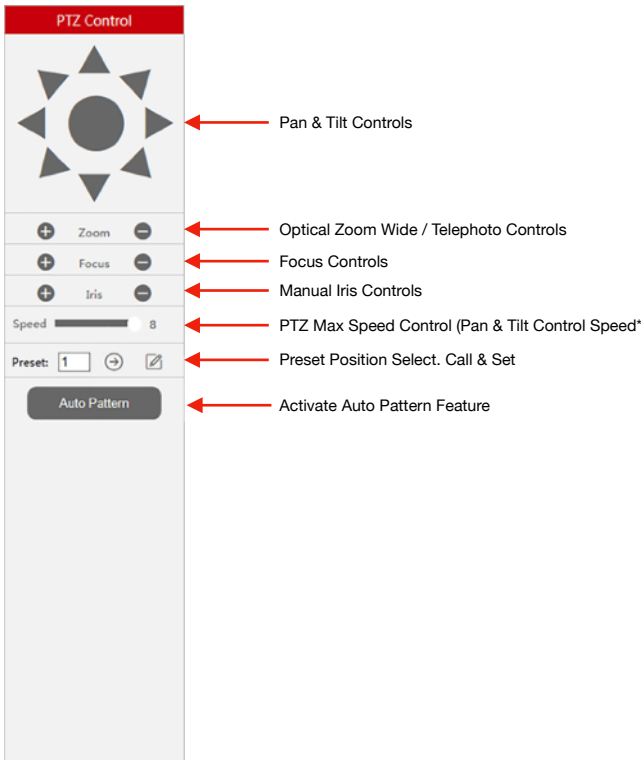 PTZ Control
Pan & Tilt Controls
Zoom Optical Zoom Wide / Telephoto Controls
Focus Focus Controls
Iris Manual Iris Controls
Speed 8 PTZ Max Speed Control (Pan & Tilt Control Speed*
Preset: 1 Preset Position Select. Call & Set
Auto Pattern Activate Auto Pattern Feature